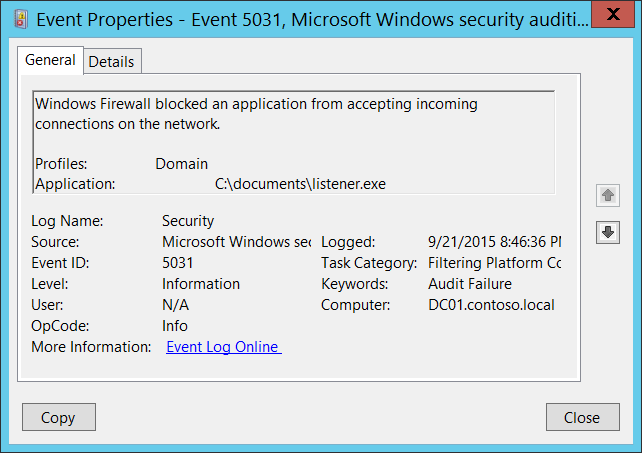 Event Properties - Event 5031, Microsoft Windows security auditi...
General Details
Windows Firewall blocked an application from accepting incoming
connections on the network.
Profiles: Domain
Application: C:\documents\listener.exe
Log Name: Security
Source: Microsoft Windows sec Logged: 9/21/2015 8:46:36 PM
Event ID: 5031 Task Category: Filtering Platform Co
Level: Information Keywords: Audit Failure
User: N/A Computer: DC01.contoso.local
OpCode: Info
More Information: Event Log Online
Copy Close